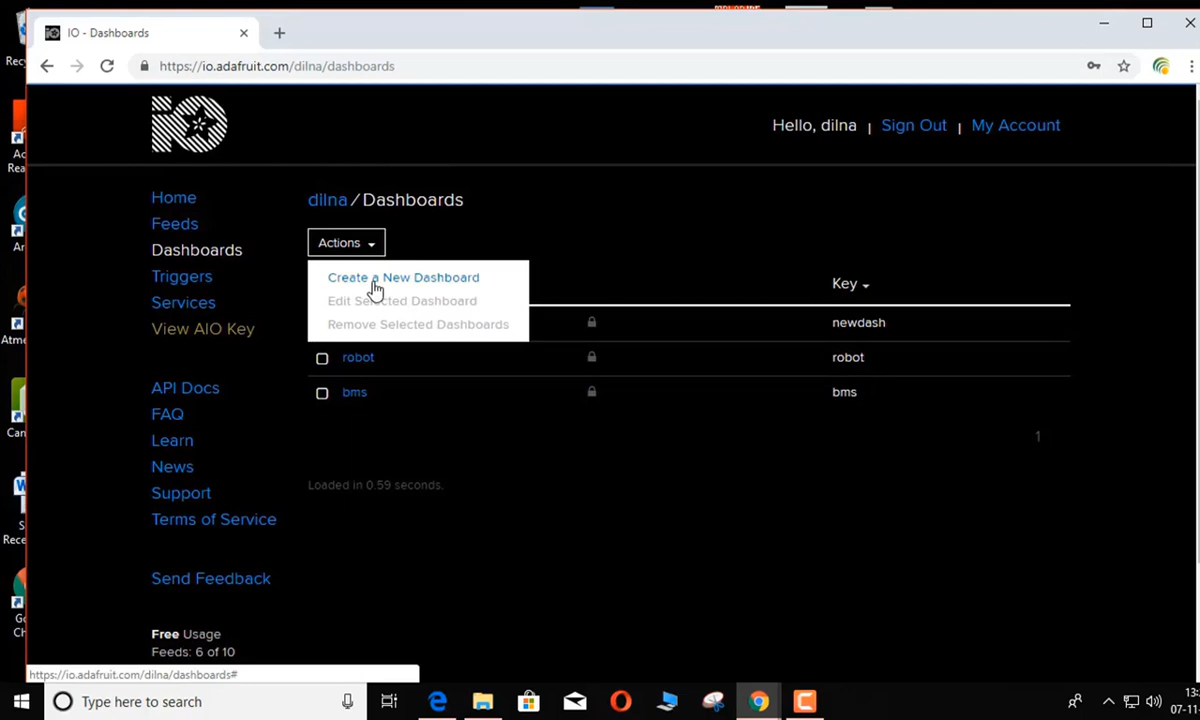 IO - Dashboards
https://io.adafruit.com/dilna/dashboards
Hello, dilna | Sign Out | My Account
Home
Feeds
Dashboards
Triggers
Services
View AIO Key
API Docs
FAQ
Learn
News
Support
Terms of Service
Send Feedback
Free Usage
Feeds: 6 of 10
dilna / Dashboards
Actions
Create a New Dashboard
Edit Selected Dashboard
Remove Selected Dashboards
Key
newdash
robot robot
bms bms
1
Loaded in 0.59 seconds.
https://io.adafruit.com/dilna/dashboards#
Type here to search